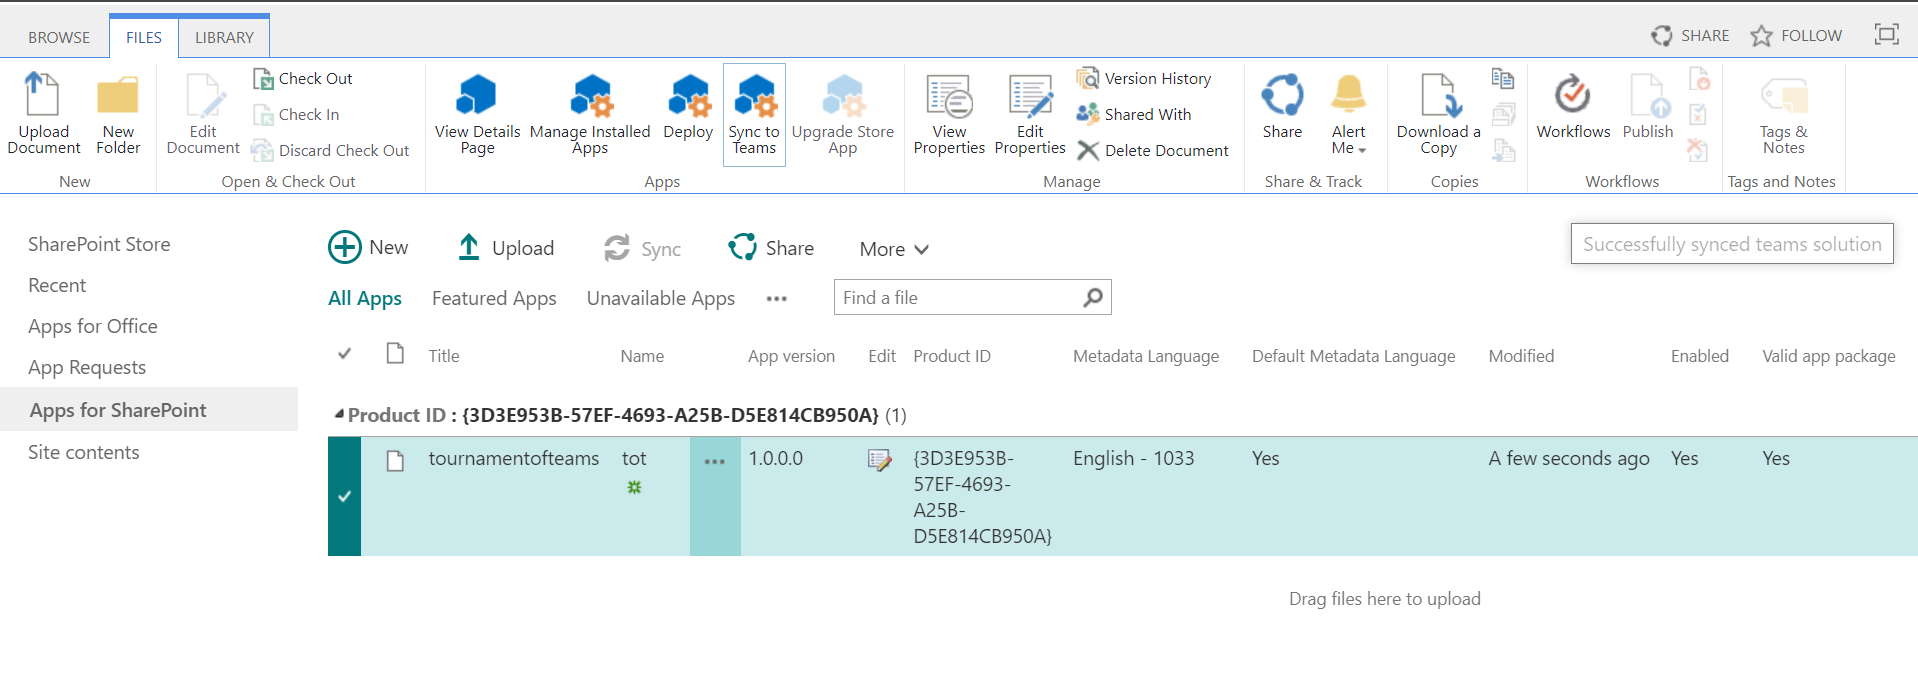 BROWSE FILES LIBRARY SHARE FOLLOW
Upload Document
New Folder
New
Edit Document
Check Out
Check In
Discard Check Out
Open & Check Out
View Details Page
Manage Installed Apps
Deploy
Sync to Teams
Upgrade Store App
Apps
View Properties
Edit Properties
Version History
Shared With
Delete Document
Manage
Share
Alert Me
Share & Track
Download a Copy
Copies
Workflows
Publish
Workflows
Tags & Notes
Tags and Notes
SharePoint Store
Recent
Apps for Office
App Requests
Apps for SharePoint
Site contents
New Upload Sync Share More
Successfully synced teams solution
All Apps Featured Apps Unavailable Apps ••• Find a file
Title Name App version Edit Product ID Metadata Language Default Metadata Language Modified Enabled Valid app package
Product ID : {3D3E953B-57EF-4693-A25B-D5E814CB950A} (1)
tournamentofteams tot ••• 1.0.0.0 {3D3E953B- English - 1033 Yes A few seconds ago Yes Yes
57EF-4693-
A25B-
D5E814CB950A}
Drag files here to upload